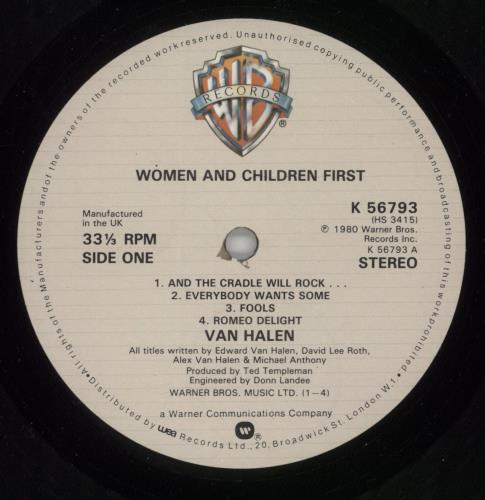 All rights of the Manufacturers and of the owners of the recorded work reserved. Unauthorised copying public performance and broadcasting of this work prohibited.
WB
RECORDS
®
WOMEN AND CHILDREN FIRST
Manufactured
in the UK
33⅓ RPM
SIDE ONE
K 56793
(HS 3415)
℗ 1980 Warner Bros.
Records Inc.
K 56793 A
STEREO
1. AND THE CRADLE WILL ROCK . . .
2. EVERYBODY WANTS SOME
3. FOOLS
4. ROMEO DELIGHT
VAN HALEN
All titles written by Edward Van Halen, David Lee Roth,
Alex Van Halen & Michael Anthony
Produced by Ted Templeman
Engineered by Donn Landee
WARNER BROS. MUSIC LTD. (1–4)
a Warner Communications Company
®
•Distributed by wea Records Ltd., 20, Broadwick St. London W.1.•